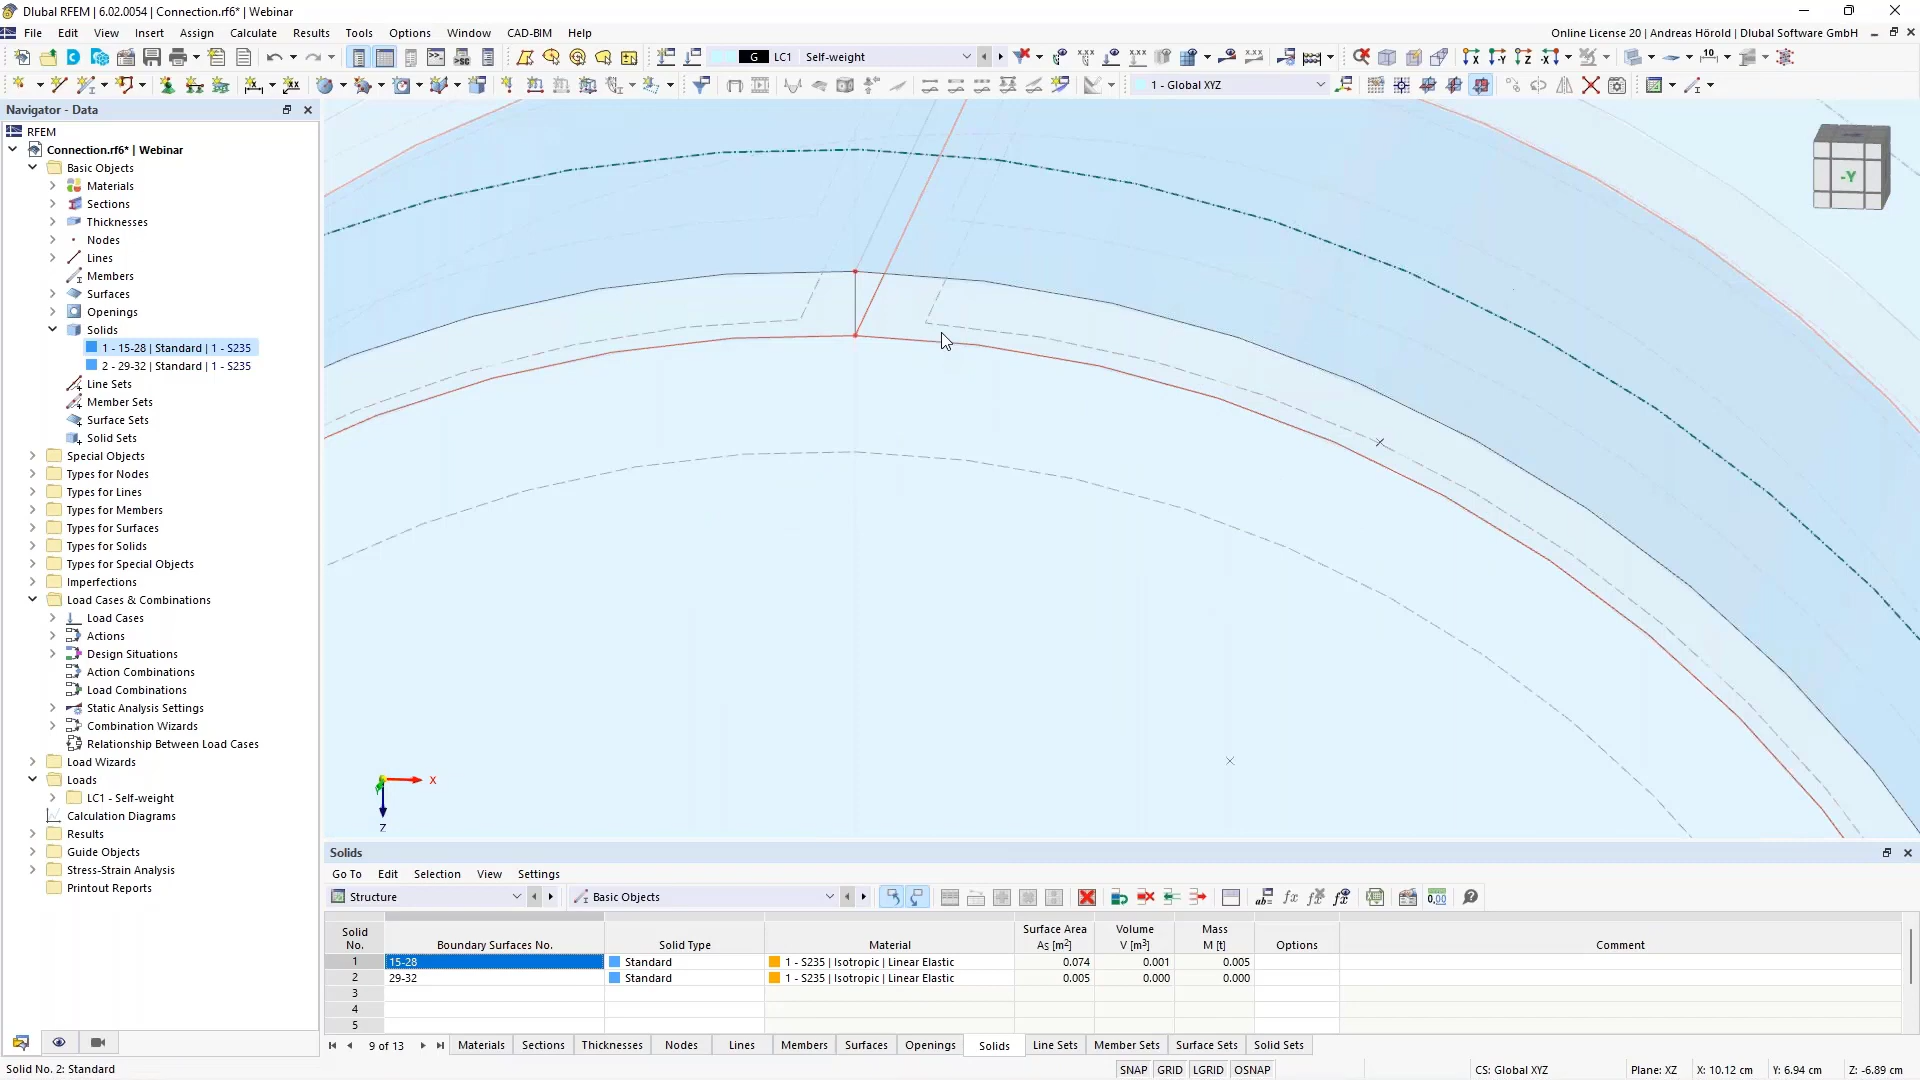 Dlubal RFEM | 6.02.0054 | Connection.rf6* | Webinar
File Edit View Insert Assign Calculate Results Tools Options Window CAD-BIM Help
Online License 20 | Andreas Hörold | Dlubal Software GmbH
G LC1 Self-weight
1 - Global XYZ
Navigator - Data
RFEM
Connection.rf6* | Webinar
Basic Objects
Materials
Sections
Thicknesses
Nodes
Lines
Members
Surfaces
Openings
Solids
1 - 15-28 | Standard | 1 - S235
2 - 29-32 | Standard | 1 - S235
Line Sets
Member Sets
Surface Sets
Solid Sets
Special Objects
Types for Nodes
Types for Lines
Types for Members
Types for Surfaces
Types for Solids
Types for Special Objects
Imperfections
Load Cases & Combinations
Load Cases
Actions
Design Situations
Action Combinations
Load Combinations
Static Analysis Settings
Combination Wizards
Relationship Between Load Cases
Load Wizards
Loads
LC1 - Self-weight
Calculation Diagrams
Results
Guide Objects
Stress-Strain Analysis
Printout Reports
-Y
X
Z
Solids
Go To Edit Selection View Settings
Structure Basic Objects
Solid No. Boundary Surfaces No. Solid Type Material Surface Area As [m²] Volume V [m³] Mass M [t] Options Comment
1 15-28 Standard 1 - S235 | Isotropic | Linear Elastic 0.074 0.001 0.005
2 29-32 Standard 1 - S235 | Isotropic | Linear Elastic 0.005 0.000 0.000
3
4
5
9 of 13 Materials Sections Thicknesses Nodes Lines Members Surfaces Openings Solids Line Sets Member Sets Surface Sets Solid Sets
Solid No. 2: Standard SNAP GRID LGRID OSNAP CS: Global XYZ Plane: XZ X: 10.12 cm Y: 6.94 cm Z: -6.89 cm